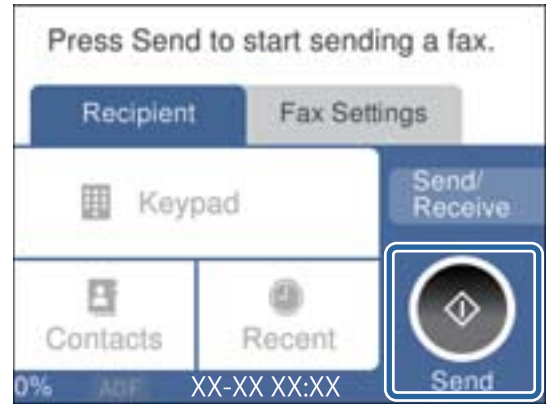 Press Send to start sending a fax.
Recipient
Fax Settings
Keypad
Send/
Receive
Contacts
Recent
Send
0%
ADF
XX-XX XX:XX